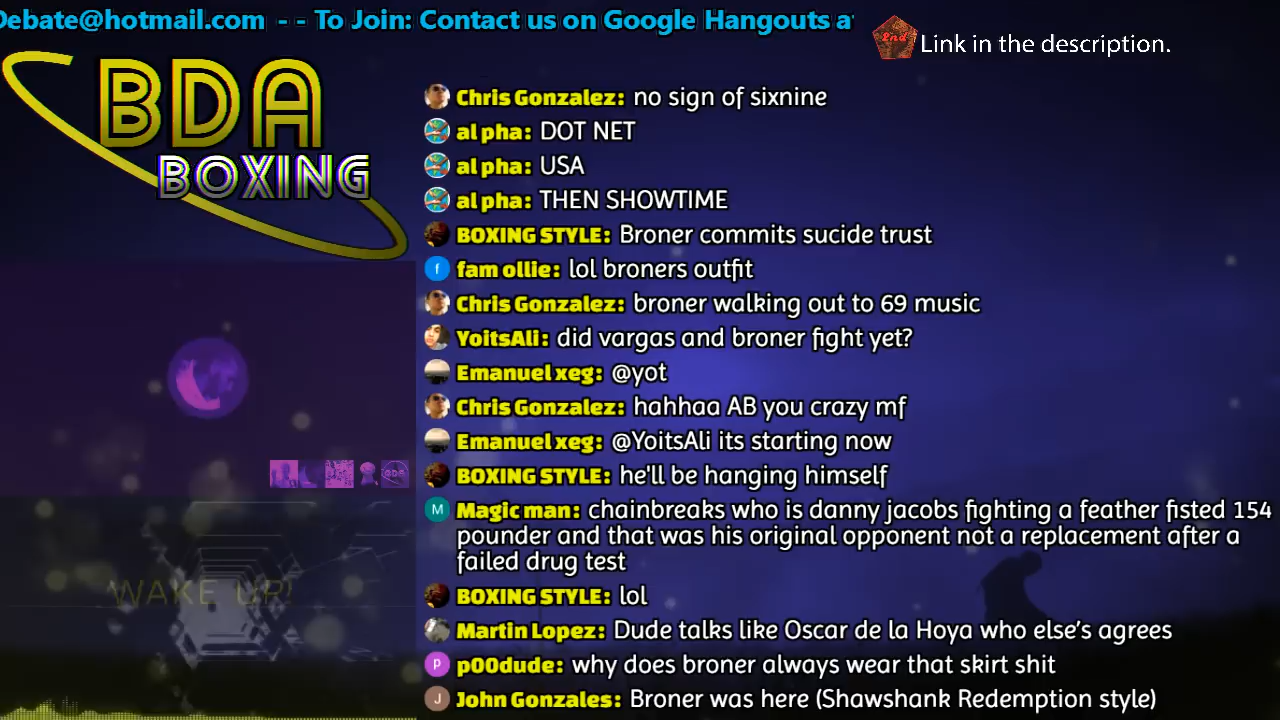 Debate@hotmail.com - - To Join: Contact us on Google Hangouts a
2nd
Link in the description.
BDA
BOXING
Chris Gonzalez: no sign of sixnine
al pha: DOT NET
al pha: USA
al pha: THEN SHOWTIME
BOXING STYLE: Broner commits sucide trust
fam ollie: lol broners outfit
Chris Gonzalez: broner walking out to 69 music
YoitsAli: did vargas and broner fight yet?
Emanuel xeg: @yot
Chris Gonzalez: hahhaa AB you crazy mf
Emanuel xeg: @YoitsAli its starting now
BOXING STYLE: he'll be hanging himself
Magic man: chainbreaks who is danny jacobs fighting a feather fisted 154
pounder and that was his original opponent not a replacement after a
failed drug test
BOXING STYLE: lol
Martin Lopez: Dude talks like Oscar de la Hoya who else's agrees
p00dude: why does broner always wear that skirt shit
John Gonzales: Broner was here (Shawshank Redemption style)
WAKE UP!